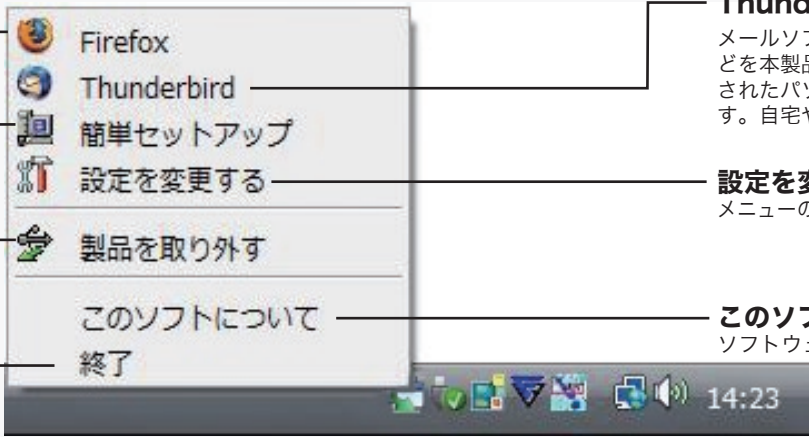 Firefox
Thunderbird
簡単セットアップ
設定を変更する
製品を取り外す
このソフトについて
終了
14:23
Thund
メールソフ
どを本製品
されたパソ
す。自宅や
設定を変
メニューの
このソフ
ソフトウェ